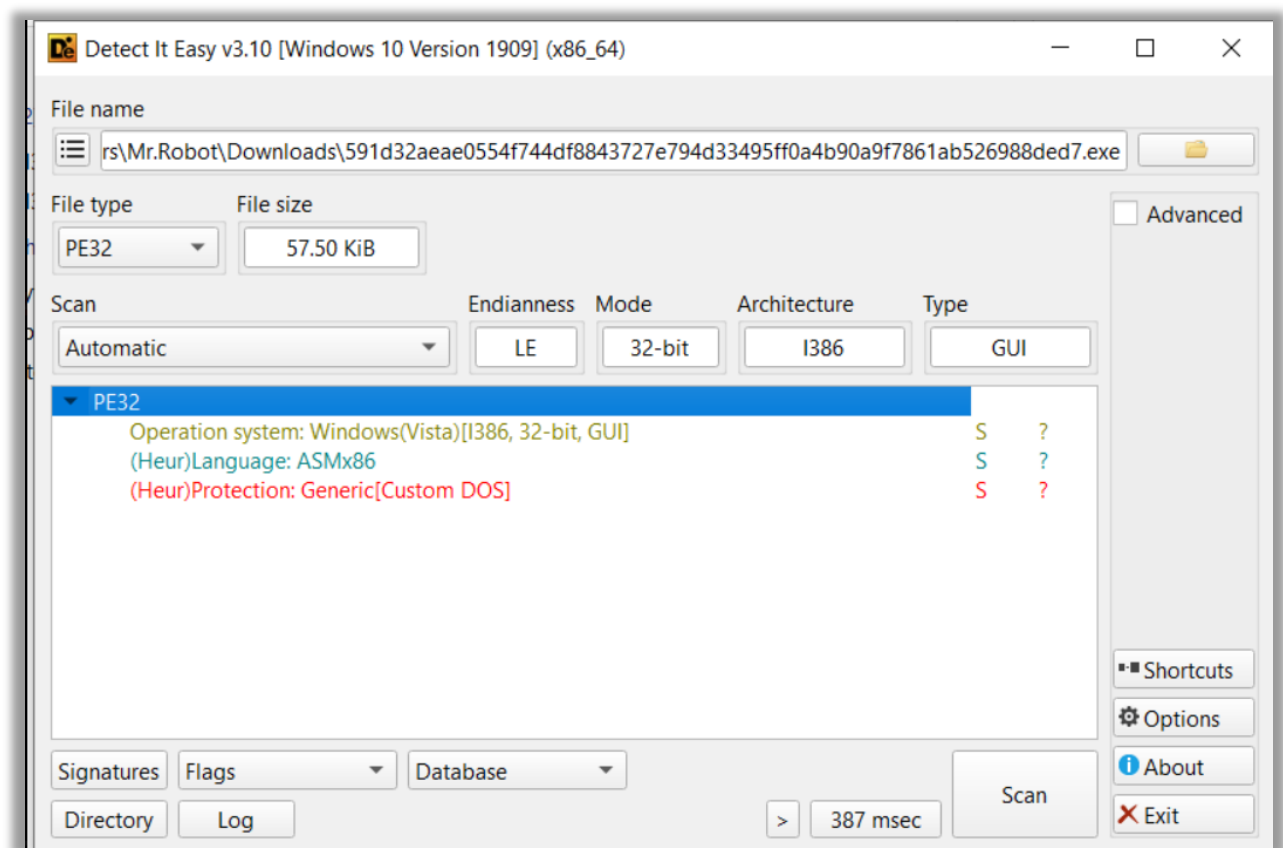 Detect It Easy v3.10 [Windows 10 Version 1909] (x86_64)
File name
rs\Mr.Robot\Downloads\591d32aeae0554f744df8843727e794d33495ff0a4b90a9f7861ab526988ded7.exe
File type File size
PE32 57.50 KiB
Advanced
Scan Endianness Mode Architecture Type
Automatic LE 32-bit I386 GUI
PE32
Operation system: Windows(Vista)[I386, 32-bit, GUI] S ?
(Heur)Language: ASMx86 S ?
(Heur)Protection: Generic[Custom DOS] S ?
Shortcuts
Options
Signatures Flags Database Scan About
Directory Log > 387 msec Exit